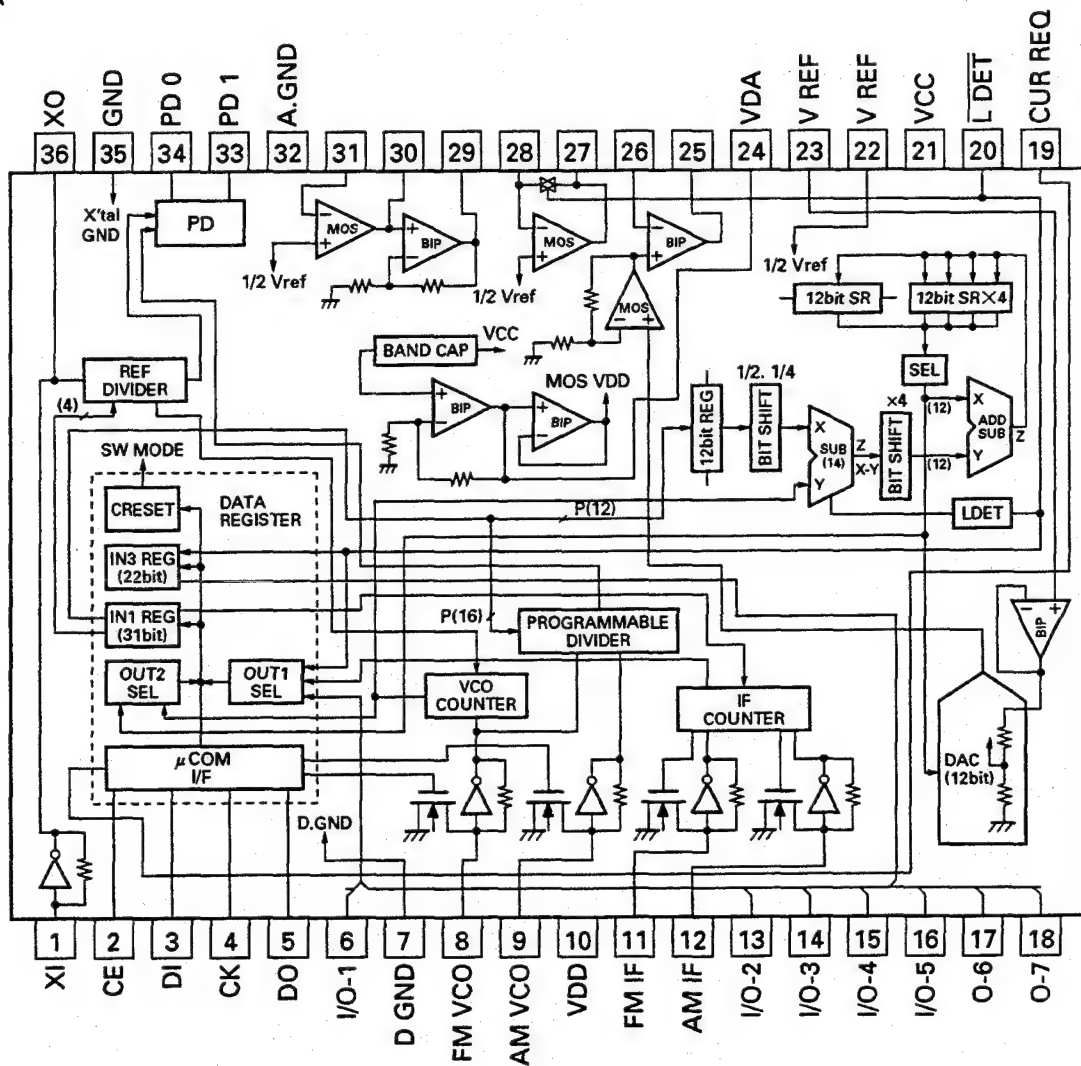 XO
GND
PD 0
PD 1
A.GND
VDA
V REF
V REF
VCC
L DET
CUR REQ
36
35
34
33
32
31
30
29
28
27
26
25
24
23
22
21
20
19
X'tal
GND
PD
MOS
BIP
1/2 Vref
MOS
1/2 Vref
BIP
MOS
1/2 Vref
12bit SR
12bit SR×4
BAND CAP
VCC
SEL
REF
DIVIDER
(4)
BIP
MOS VDD
BIP
12bit REG
1/2. 1/4
BIT SHIFT
X
SUB
(14)
Y
Z
X-Y
×4
BIT SHIFT
(12)
(12)
X
ADD
SUB
Y
Z
SW MODE
CRESET
DATA
REGISTER
P(12)
LDET
IN3 REG
(22bit)
IN1 REG
(31bit)
P(16)
PROGRAMMABLE
DIVIDER
BIP
OUT2
SEL
OUT1
SEL
VCO
COUNTER
IF
COUNTER
μCOM
I/F
DAC
(12bit)
D.GND
1
2
3
4
5
6
7
8
9
10
11
12
13
14
15
16
17
18
XI
CE
DI
CK
DO
I/O-1
D GND
FM VCO
AM VCO
VDD
FM IF
AM IF
I/O-2
I/O-3
I/O-4
I/O-5
O-6
O-7